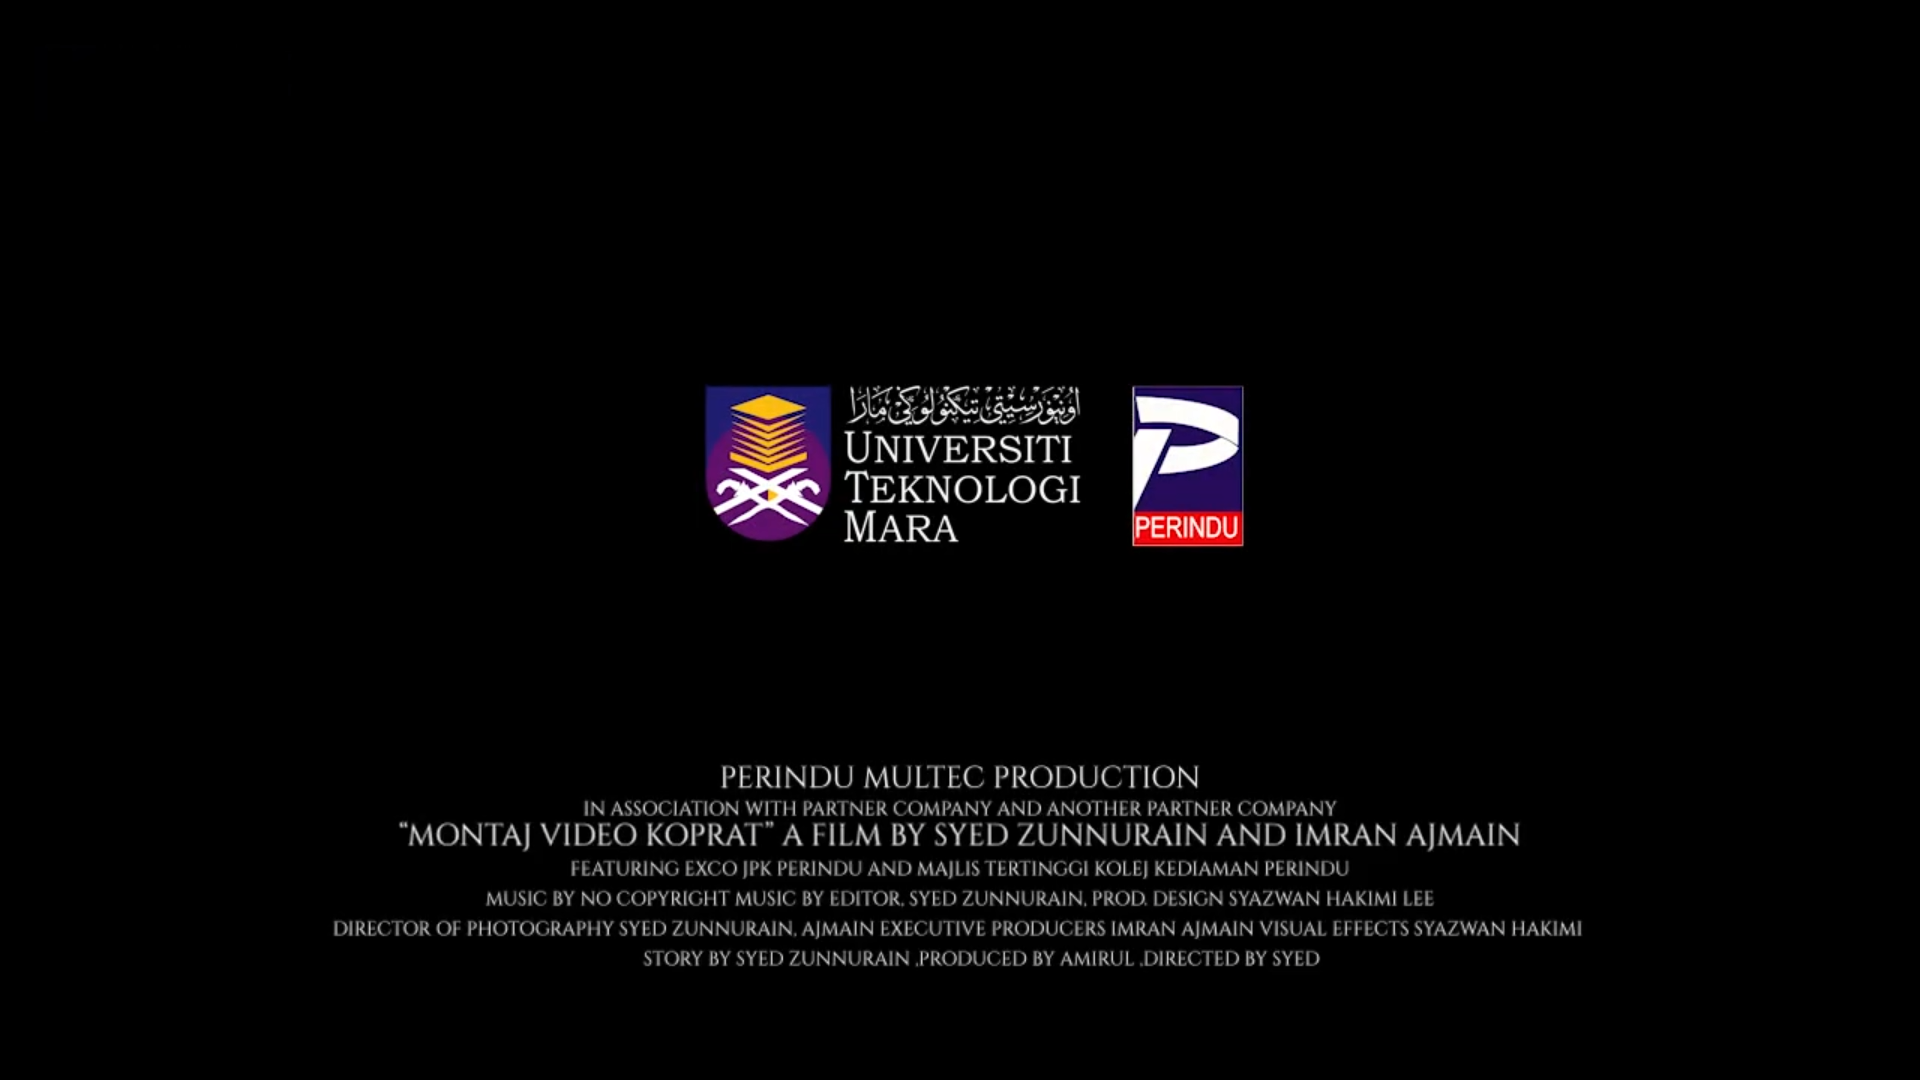 اونيۏرسيتي تيكنولوڬي مارا
UNIVERSITI
TEKNOLOGI
MARA
PERINDU
PERINDU MULTEC PRODUCTION
IN ASSOCIATION WITH PARTNER COMPANY AND ANOTHER PARTNER COMPANY
“MONTAJ VIDEO KOPRAT” A FILM BY SYED ZUNNURAIN AND IMRAN AJMAIN
FEATURING EXCO JPK PERINDU AND MAJLIS TERTINGGI KOLEJ KEDIAMAN PERINDU
MUSIC BY NO COPYRIGHT MUSIC BY EDITOR, SYED ZUNNURAIN, PROD. DESIGN SYAZWAN HAKIMI LEE
DIRECTOR OF PHOTOGRAPHY SYED ZUNNURAIN, AJMAIN EXECUTIVE PRODUCERS IMRAN AJMAIN VISUAL EFFECTS SYAZWAN HAKIMI
STORY BY SYED ZUNNURAIN ,PRODUCED BY AMIRUL ,DIRECTED BY SYED